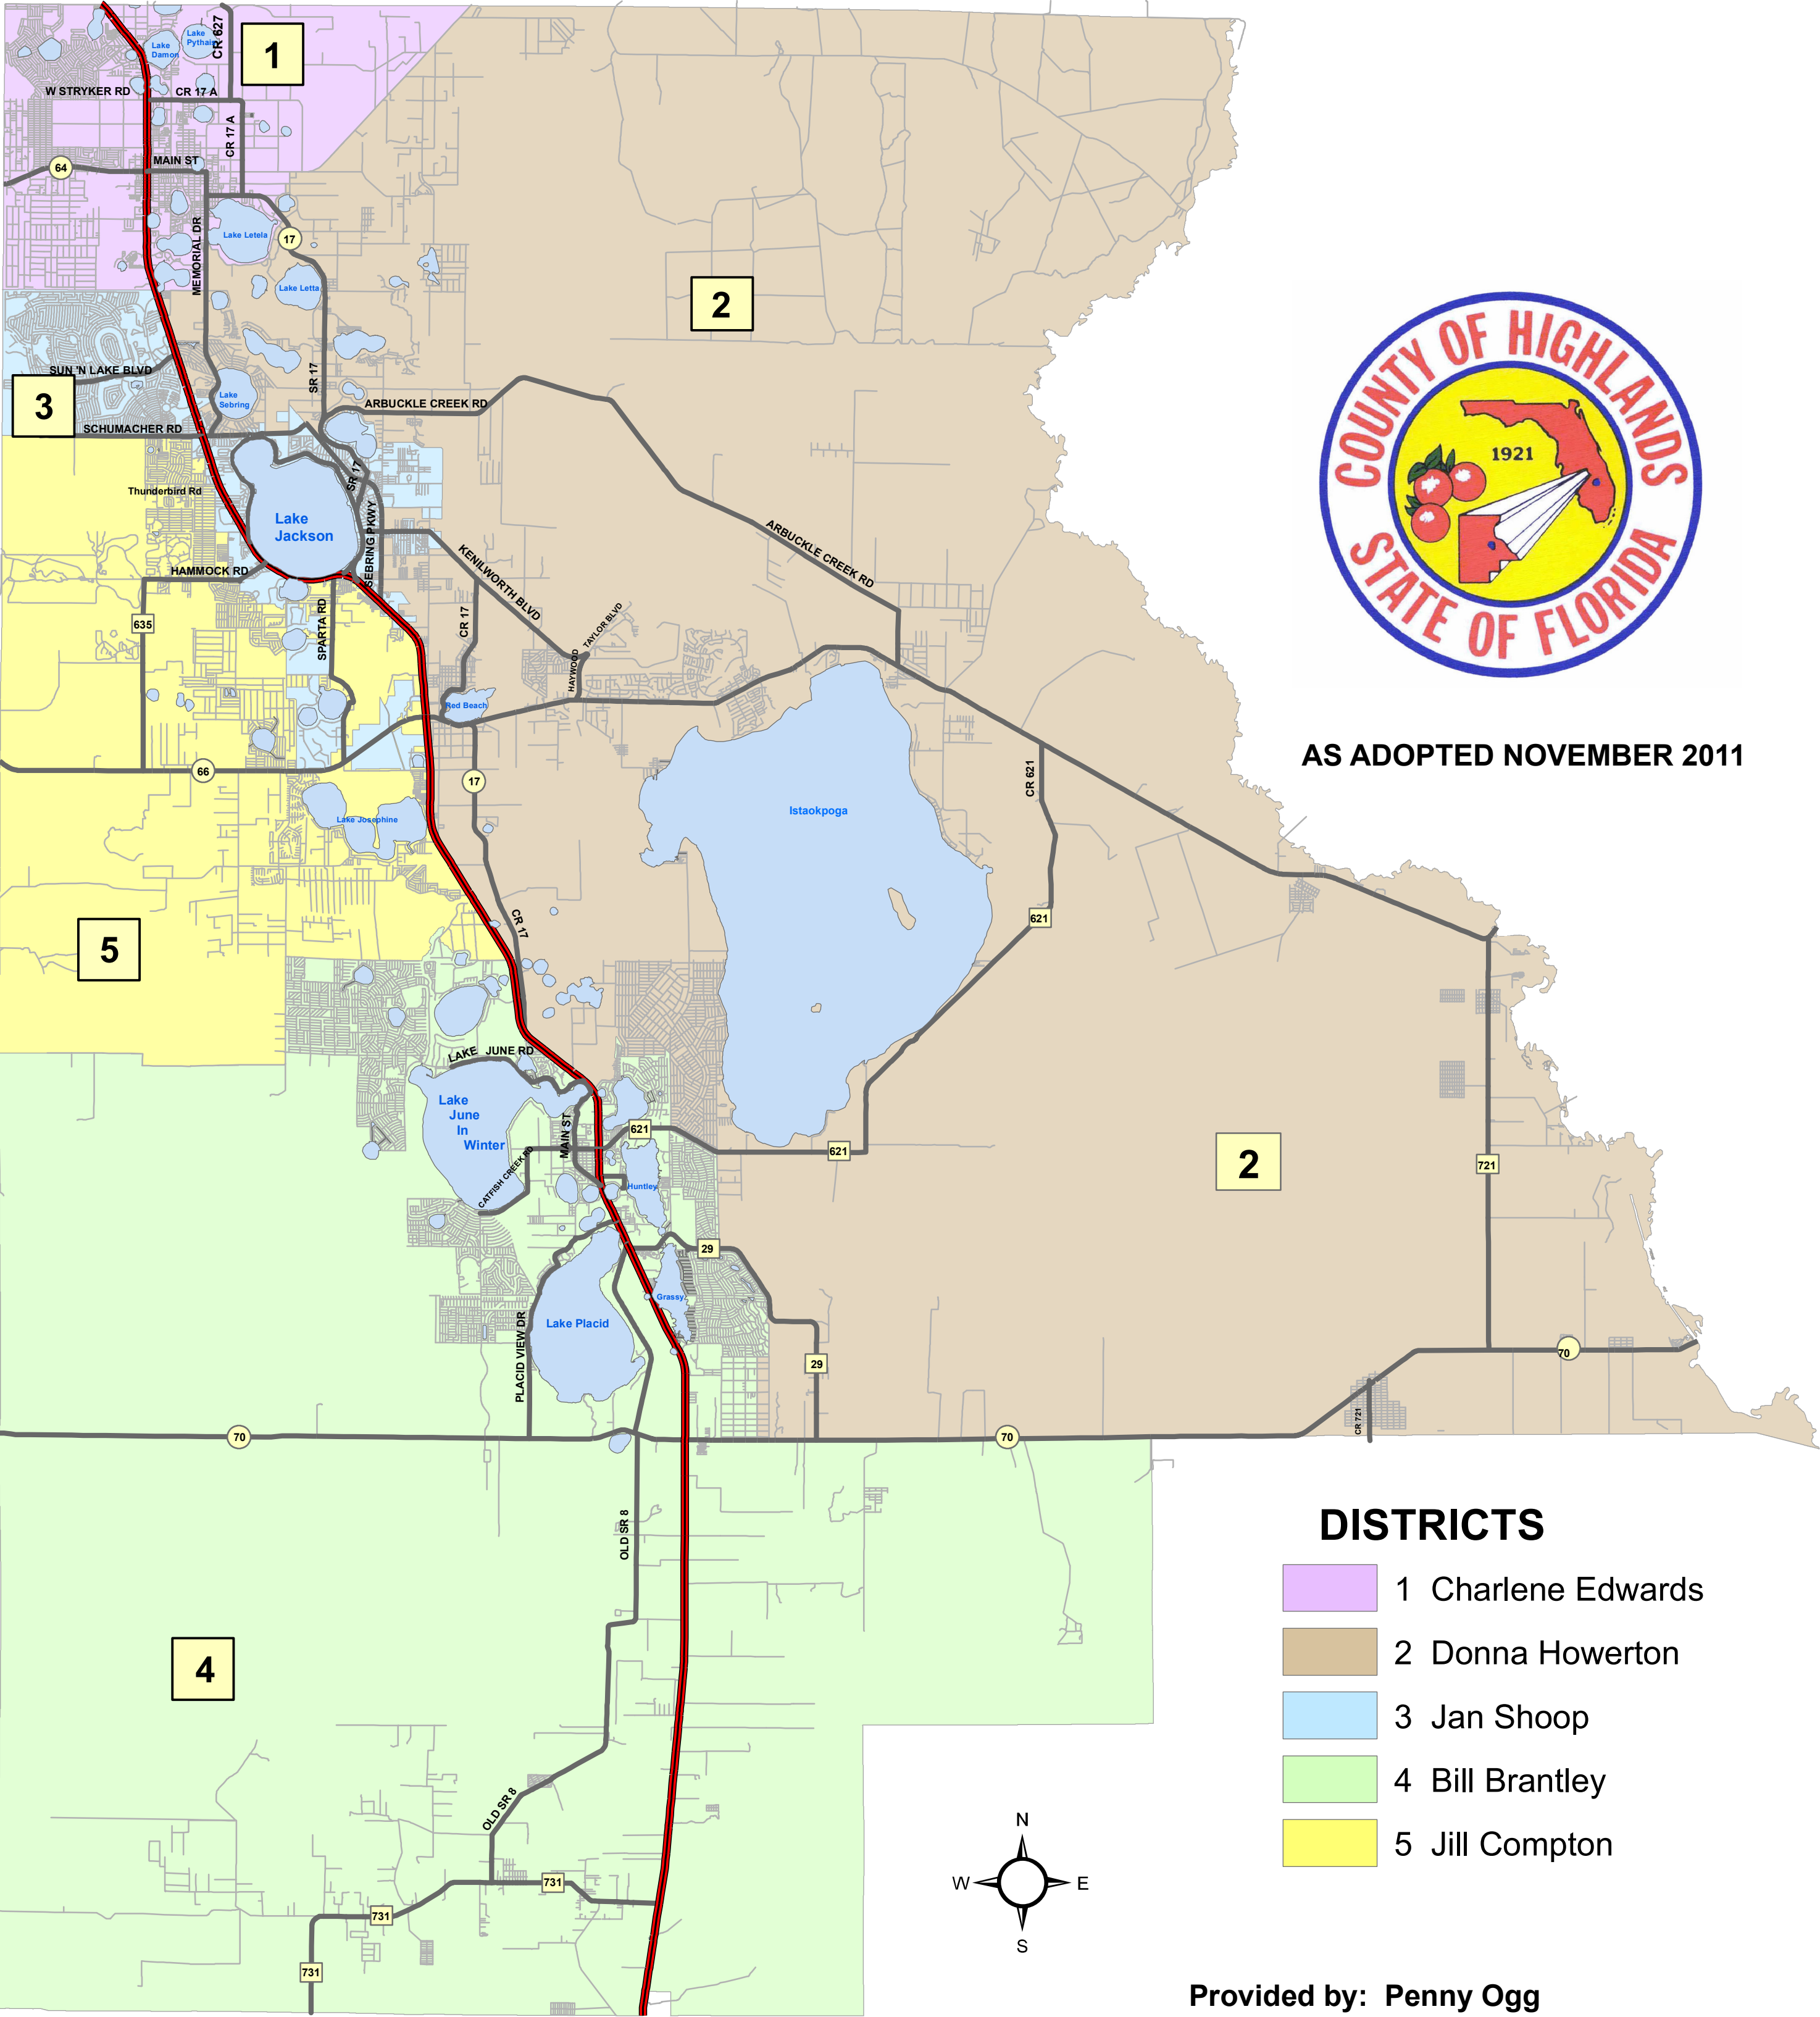 CR 627
Lake
Pythais
Lake
Damon
1
W STRYKER RD
CR 17 A
CR 17 A
MAIN ST
64
MEMORIAL DR
Lake Letela
17
Lake Letta
2
SUN 'N LAKE BLVD
SR 17
3
Lake
Sebring
ARBUCKLE CREEK RD
SCHUMACHER RD
SR 17
Thunderbird Rd
Lake
Jackson
SEBRING PKWY
ARBUCKLE CREEK RD
KENILWORTH BLVD
HAMMOCK RD
635
SPARTA RD
CR 17
TAYLOR BLVD
HAYWOOD
Red Beach
66
17
Lake Josephine
Istaokpoga
CR 621
COUNTY OF HIGHLANDS
1921
STATE OF FLORIDA
AS ADOPTED NOVEMBER 2011
5
CR 17
621
LAKE JUNE RD
Lake
June
In
Winter
MAIN ST
621
621
2
721
CATFISH CREEK RD
Huntley
29
Grassy
Lake Placid
PLACID VIEW DR
29
70
70
70
CR 721
OLD SR 8
4
OLD SR 8
731
731
731
DISTRICTS
1 Charlene Edwards
2 Donna Howerton
3 Jan Shoop
4 Bill Brantley
5 Jill Compton
N
W E
S
Provided by: Penny Ogg